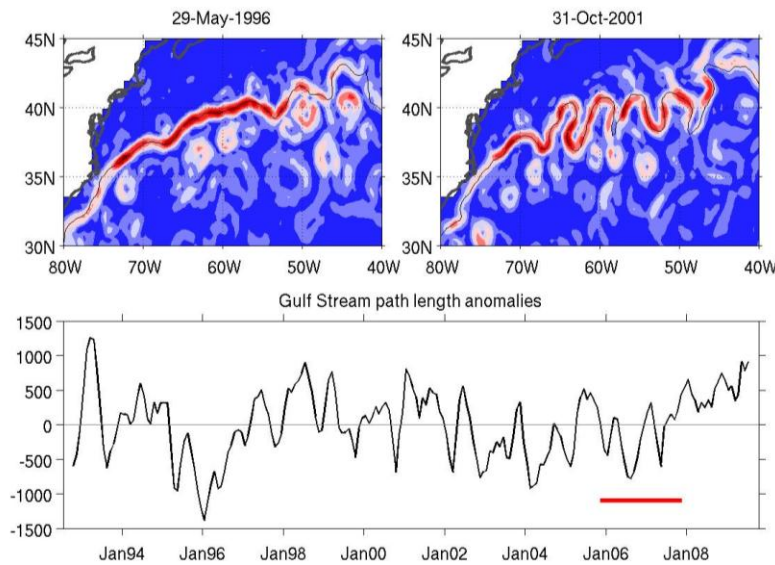 29-May-1996 31-Oct-2001
45N 45N
40N 40N
35N 35N
30N 30N
80W 70W 60W 50W 40W 80W 70W 60W 50W 40W
Gulf Stream path length anomalies
1500
1000
500
0
-500
-1000
-1500
Jan94 Jan96 Jan98 Jan00 Jan02 Jan04 Jan06 Jan08